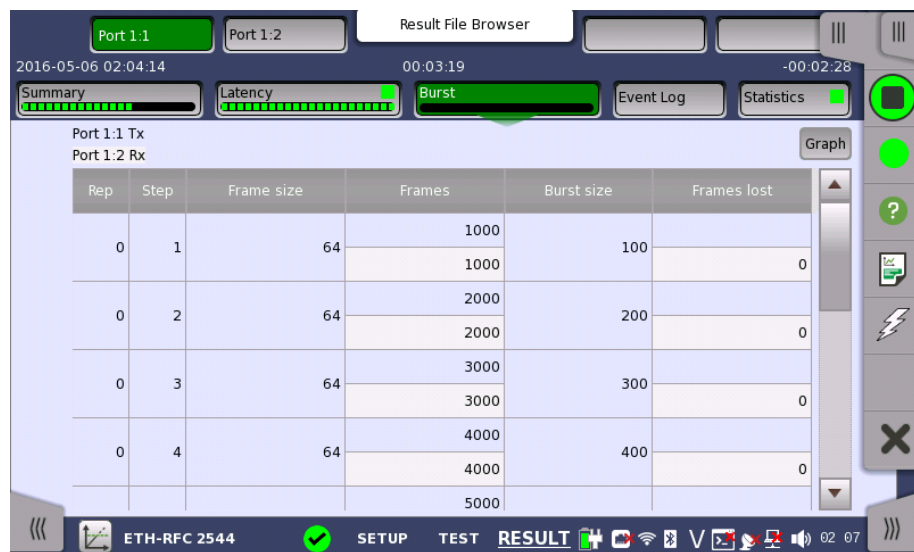 Port 1:1 Port 1:2 Result File Browser
2016-05-06 02:04:14 00:03:19 -00:02:28
Summary Latency Burst Event Log Statistics
Port 1:1 Tx
Port 1:2 Rx
Graph
Rep Step Frame size Frames Burst size Frames lost
1000
0 1 64 100
1000 0
2000
0 2 64 200
2000 0
3000
0 3 64 300
3000 0
4000
0 4 64 400
4000 0
5000
ETH-RFC 2544 SETUP TEST RESULT 02 07